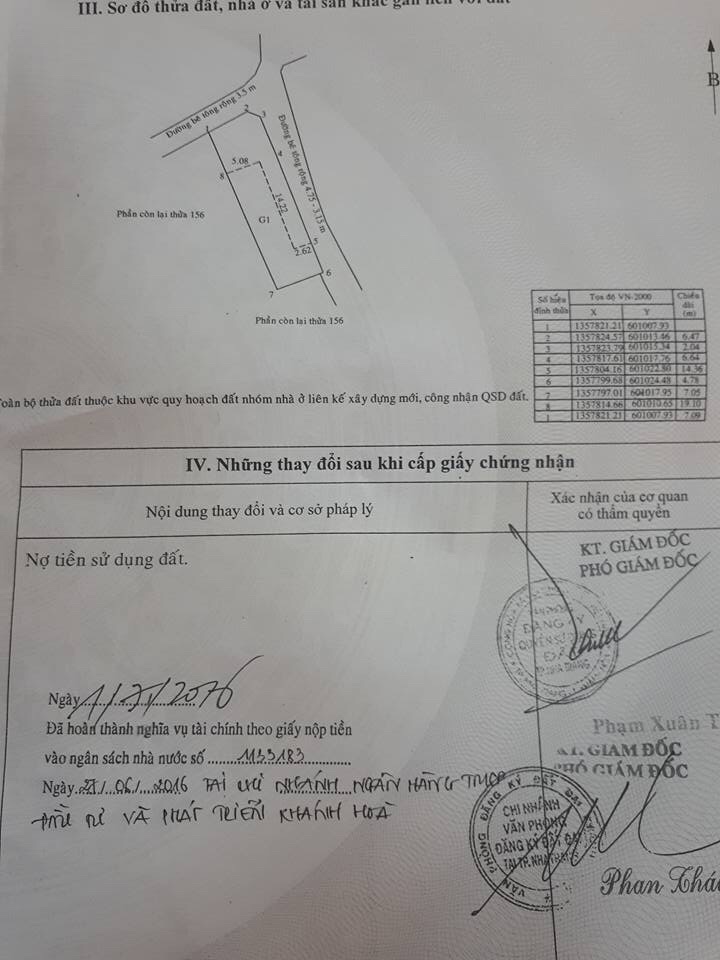 III. Sơ đồ thửa đất, nhà ở và tài sản khác gắn liền với đất
B
Đường bê tông rộng 3.5 m
Đường bê tông rộng 4.75 - 3.15 m
1
2
3
4
5.08
8
14.22
G1
Phần còn lại thửa 156
5
2.62
6
7
Phần còn lại thửa 156
Số hiệu đỉnh thửa Tọa độ VN-2000 Chiều dài (m)
X Y
1 1357821.21 601007.93
2 1357824.57 601013.46 6.47
3 1357823.79 601015.34 2.04
4 1357817.61 601017.76 6.64
5 1357804.16 601022.80 14.36
6 1357799.68 601024.48 4.78
7 1357797.01 601017.95 7.05
8 1357814.66 601010.65 19.10
1 1357821.21 601007.93 7.09
Toàn bộ thửa đất thuộc khu vực quy hoạch đất nhóm nhà ở liên kế xây dựng mới, công nhận QSD đất.
IV. Những thay đổi sau khi cấp giấy chứng nhận
Nội dung thay đổi và cơ sở pháp lý
Xác nhận của cơ quan
có thẩm quyền
Nợ tiền sử dụng đất.
KT. GIÁM ĐỐC
PHÓ GIÁM ĐỐC
ĐĂNG KÝ
Phạm Xuân T
Ngày 1/7/2016
Đã hoàn thành nghĩa vụ tài chính theo giấy nộp tiền
vào ngân sách nhà nước số 1153183
Ngày 28/06/2016 TẠI CHI NHÁNH NGÂN HÀNG TMCP
ĐẦU TƯ VÀ PHÁT TRIỂN KHÁNH HOÀ
KT. GIÁM ĐỐC
PHÓ GIÁM ĐỐC
VĂN PHÒNG ĐĂNG KÝ ĐẤT ĐAI
CHI NHÁNH
VĂN PHÒNG
ĐĂNG KÝ ĐẤT ĐAI
TẠI TP. NHA TRANG
Phan Khá